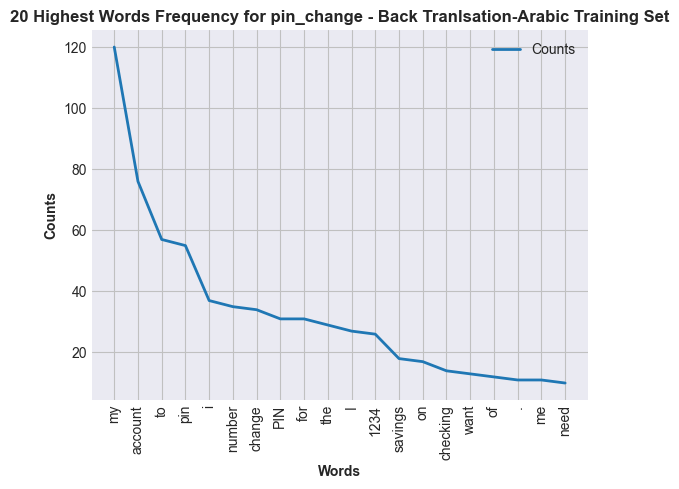 20 Highest Words Frequency for pin_change - Back Tranlsation-Arabic Training Set
Counts
120
100
80
60
40
20
Counts
my
account
to
pin
i
number
change
PIN
for
the
I
1234
savings
on
checking
want
of
.
me
need
Words